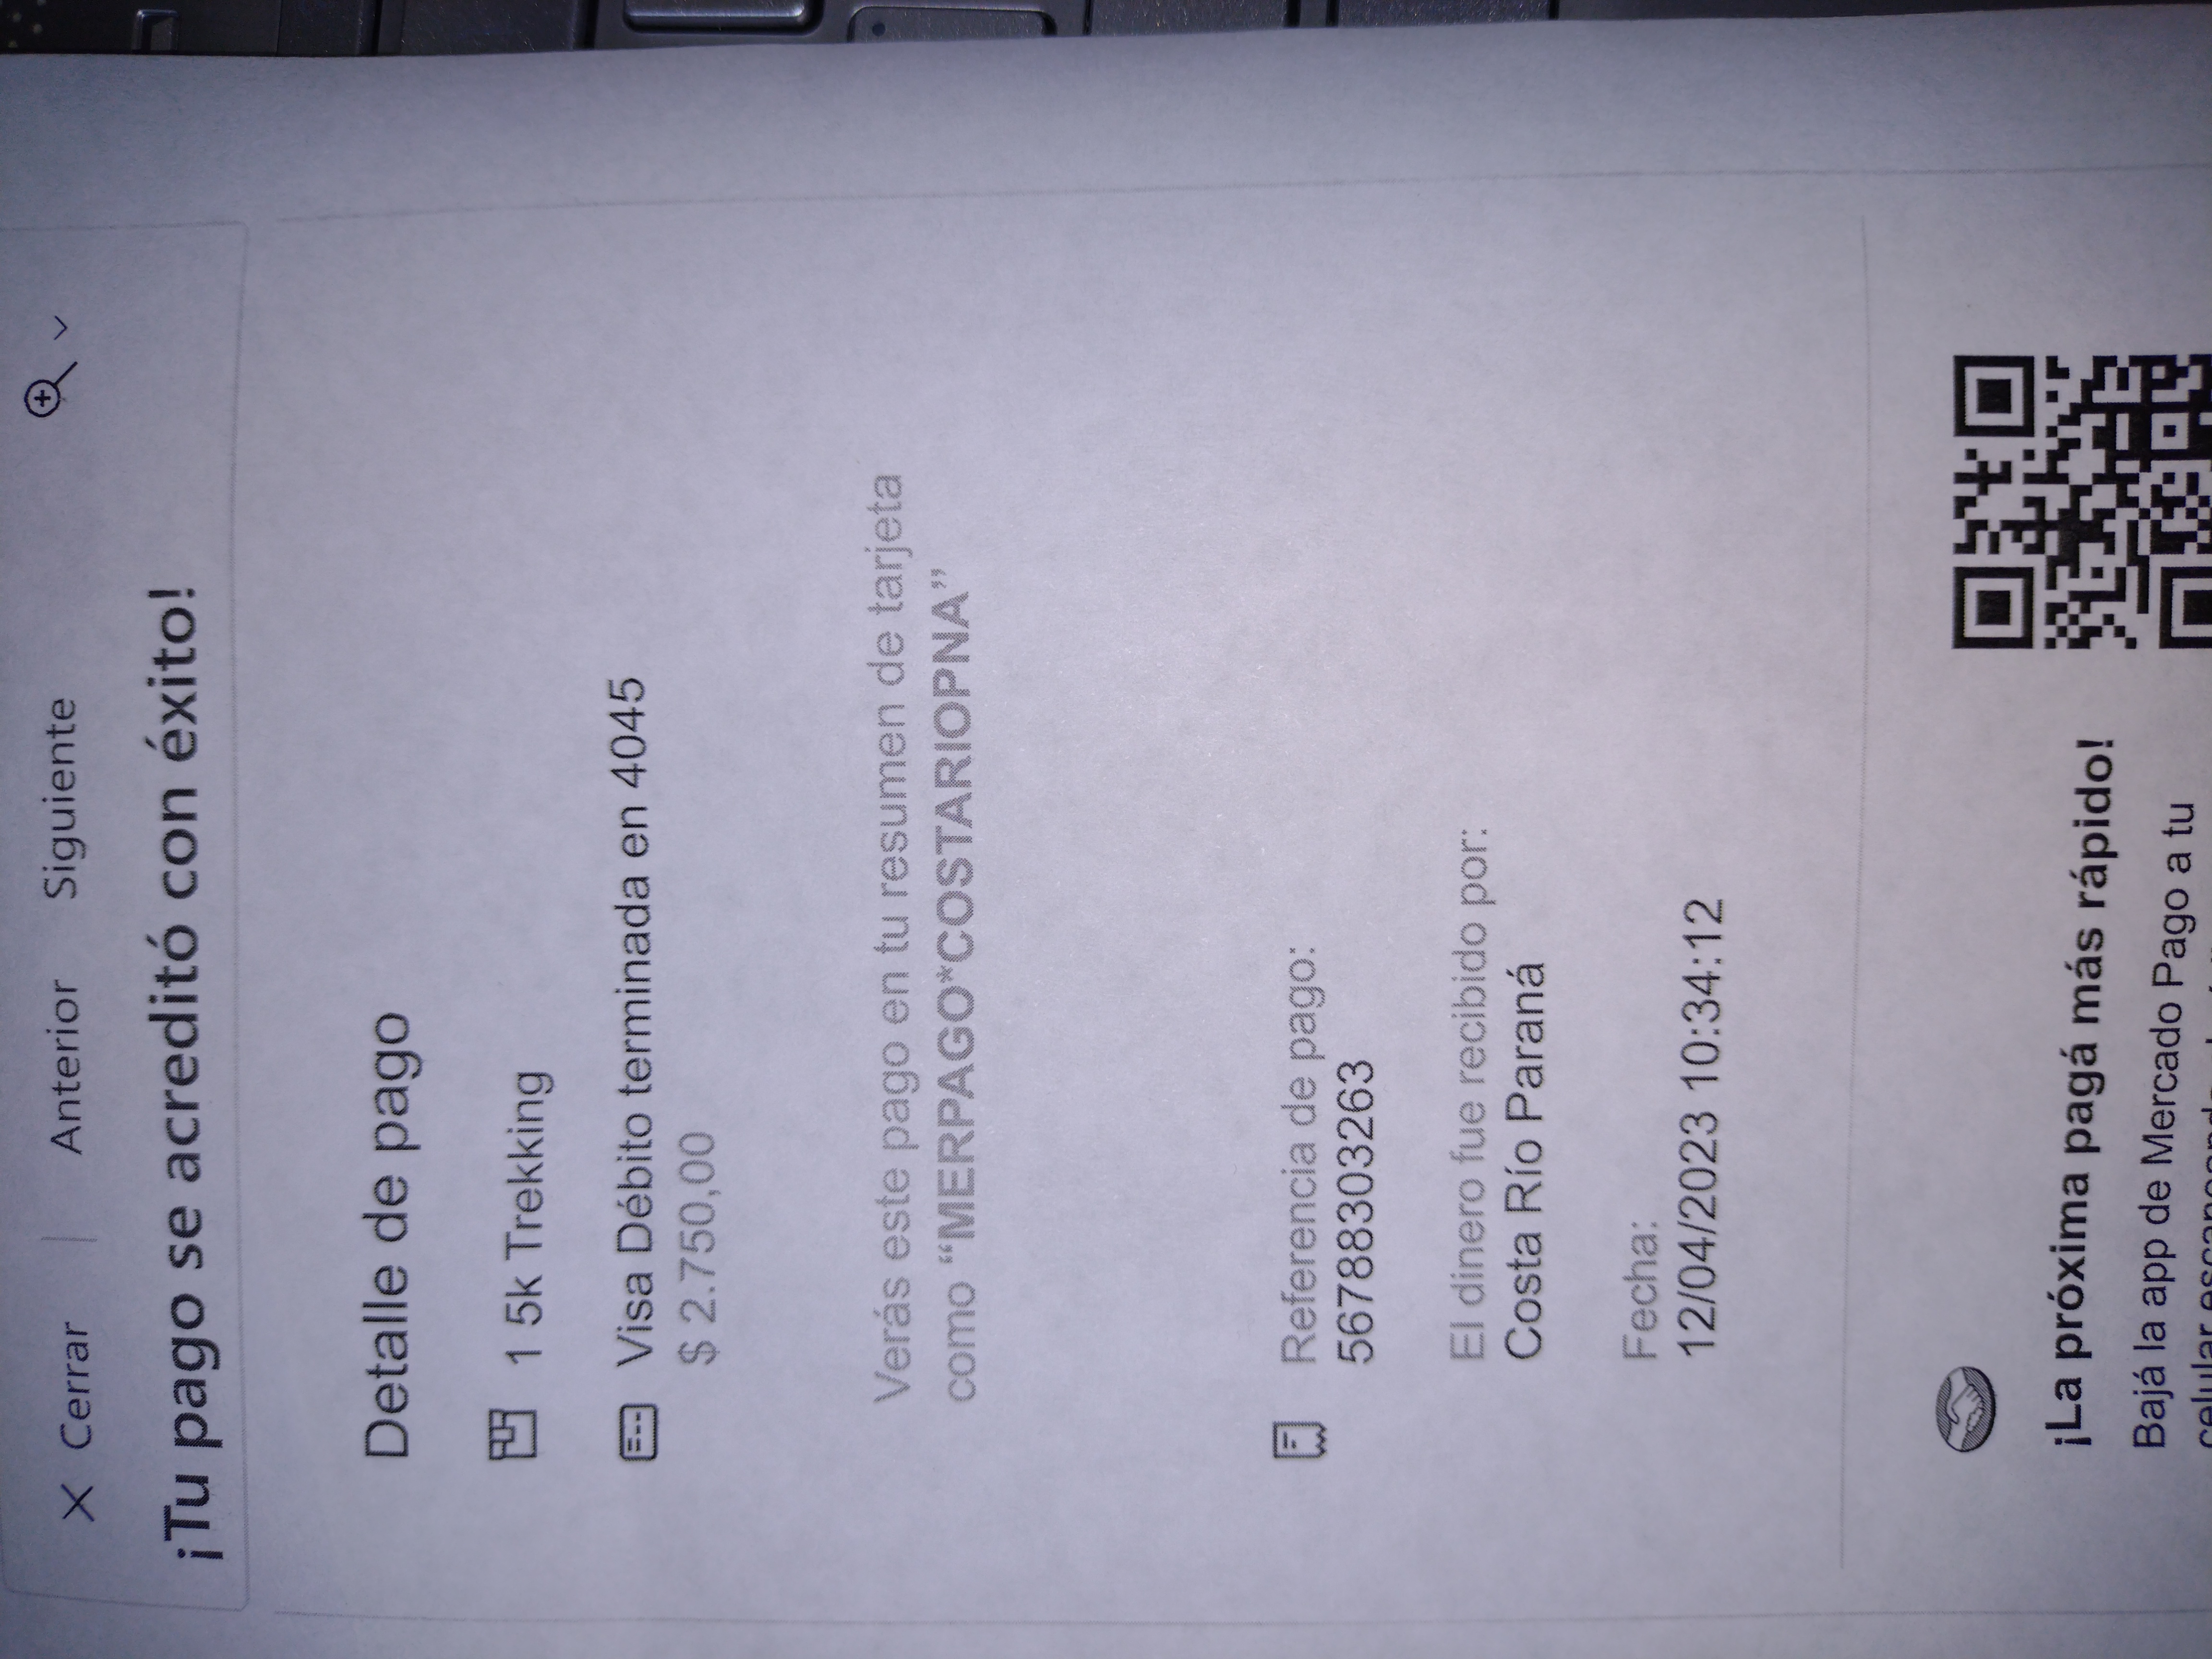 Cerrar Anterior Siguiente
¡Tu pago se acreditó con éxito!
Detalle de pago
1 5k Trekking
Visa Débito terminada en 4045
$ 2.750,00
Verás este pago en tu resumen de tarjeta
como “MERPAGO*COSTARIOPNA”
Referencia de pago:
56788303263
El dinero fue recibido por:
Costa Río Paraná
Fecha:
12/04/2023 10:34:12
¡La próxima pagá más rápido!
Bajá la app de Mercado Pago a tu
celular escaneando